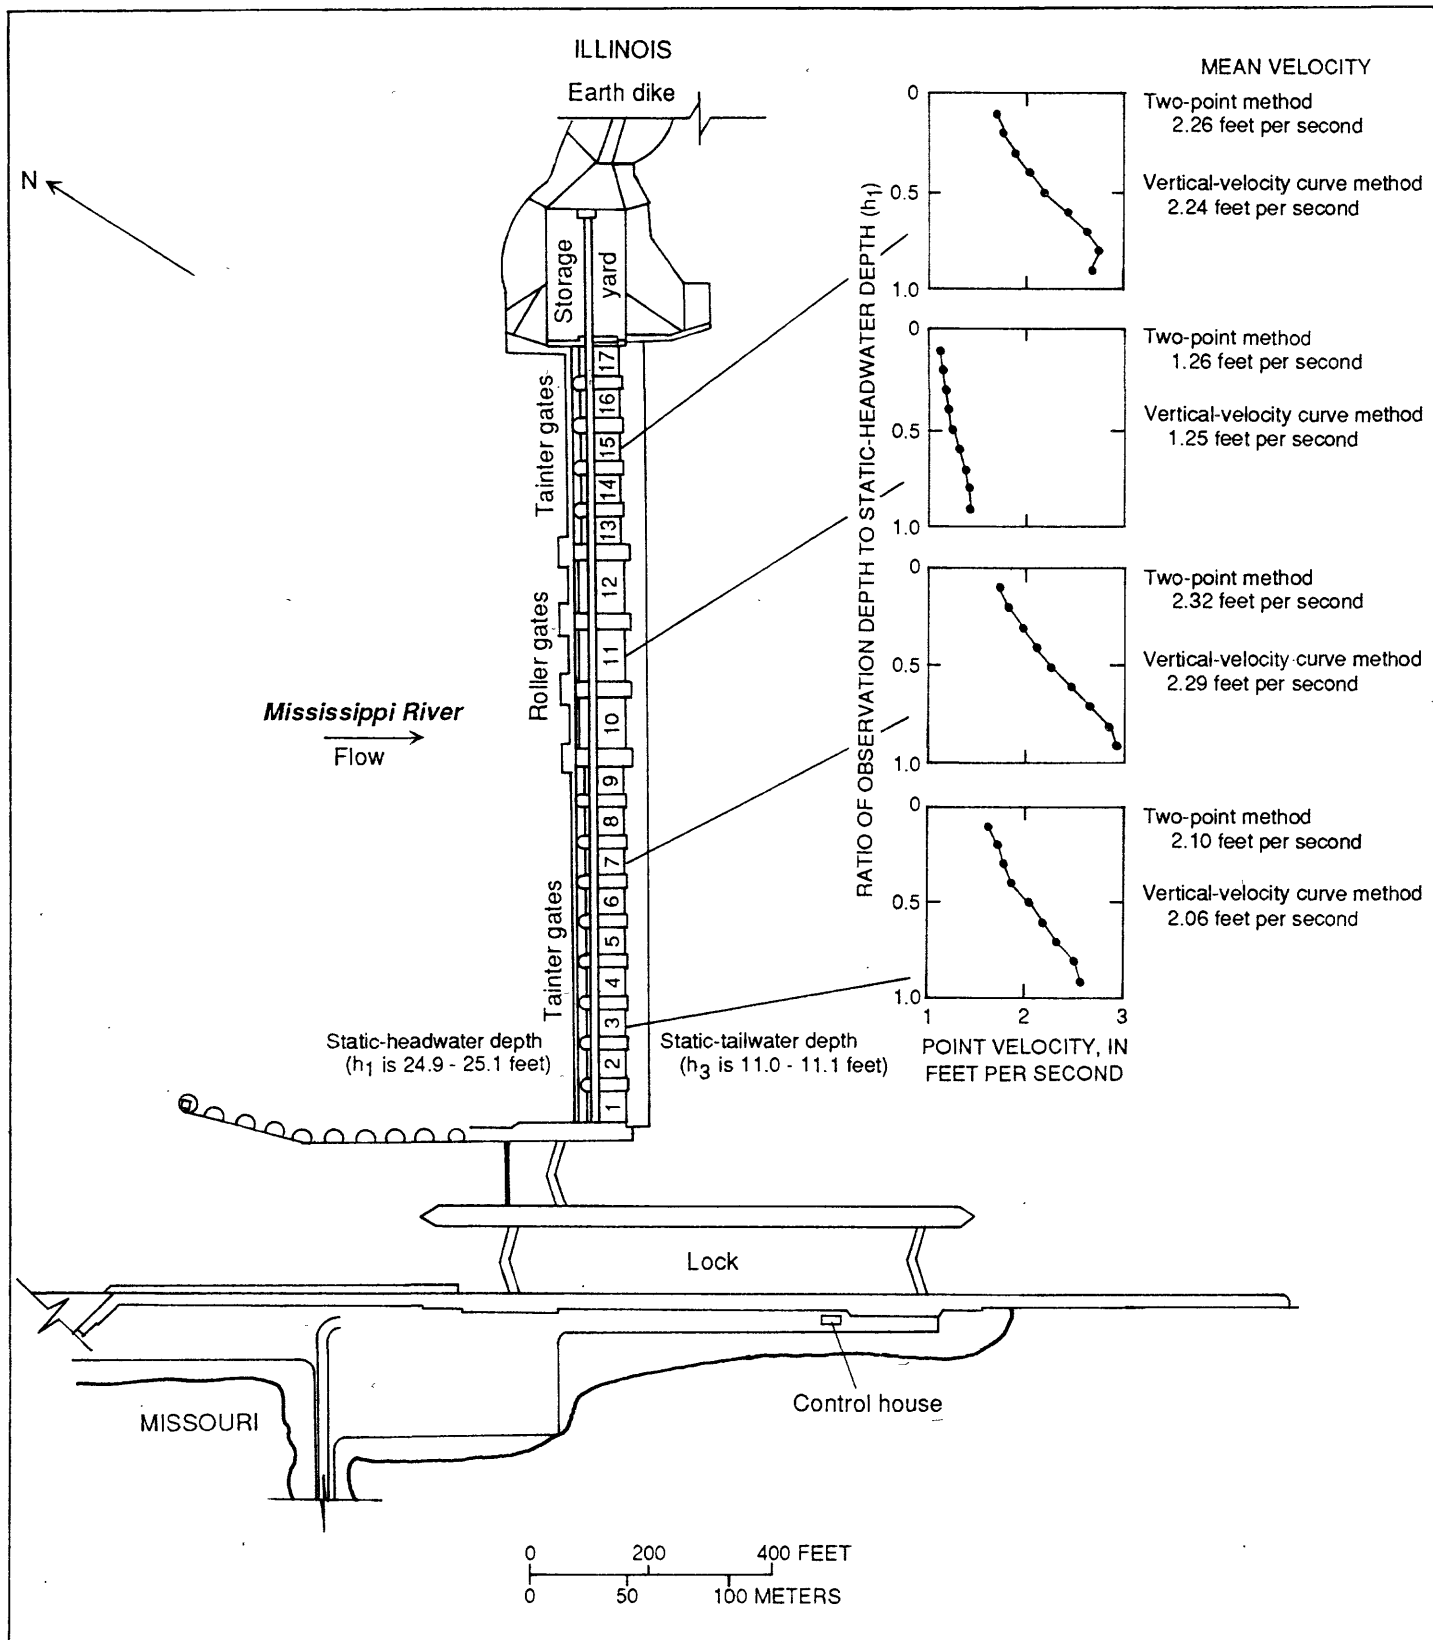 ILLINOIS
Earth dike
N
Storage
yard
Tainter gates
Roller gates
Tainter gates
17
16
15
14
13
12
11
10
9
8
7
6
5
4
3
2
1
Mississippi River
Flow
Static-headwater depth
(h1 is 24.9 - 25.1 feet)
Static-tailwater depth
(h3 is 11.0 - 11.1 feet)
RATIO OF OBSERVATION DEPTH TO STATIC-HEADWATER DEPTH (h1)
MEAN VELOCITY
0
0.5
1.0
Two-point method
2.26 feet per second
Vertical-velocity curve method
2.24 feet per second
0
0.5
1.0
Two-point method
1.26 feet per second
Vertical-velocity curve method
1.25 feet per second
0
0.5
1.0
Two-point method
2.32 feet per second
Vertical-velocity curve method
2.29 feet per second
0
0.5
1.0
Two-point method
2.10 feet per second
Vertical-velocity curve method
2.06 feet per second
1 2 3
POINT VELOCITY, IN
FEET PER SECOND
Lock
Control house
MISSOURI
0 200 400 FEET
0 50 100 METERS